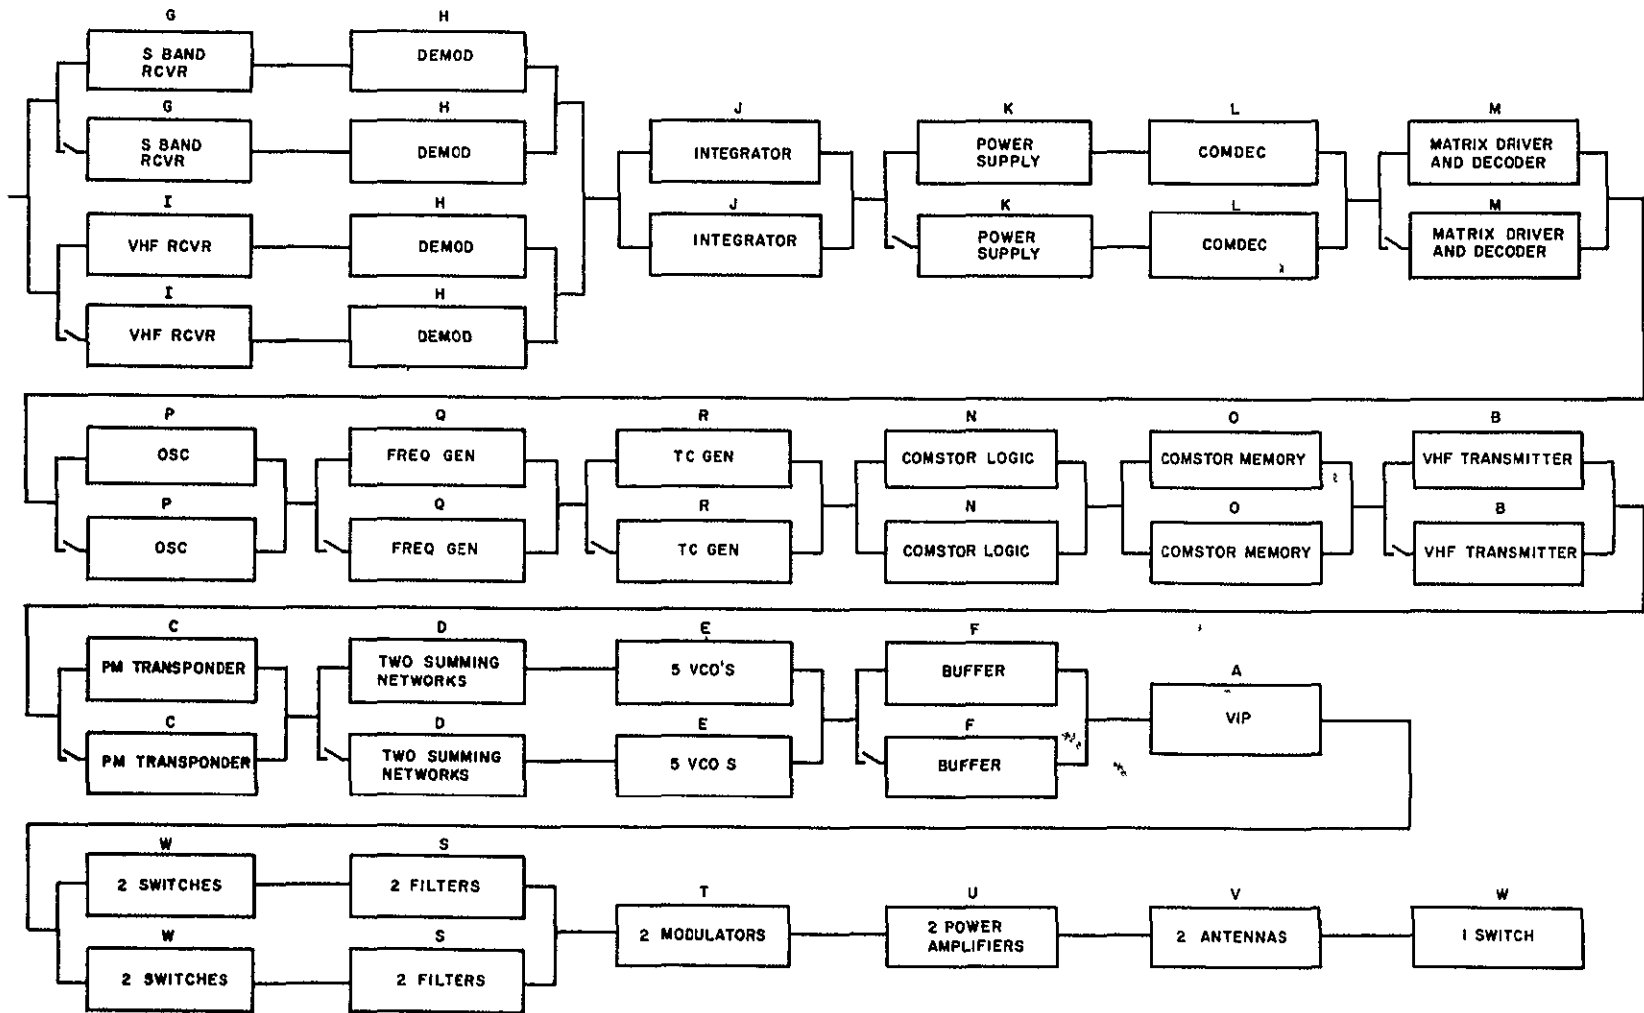 G H
S BAND
RCVR
DEMOD
G H J K L M
S BAND
RCVR
DEMOD
INTEGRATOR
POWER
SUPPLY
COMDEC
MATRIX DRIVER
AND DECODER
I H J K L M
VHF RCVR
DEMOD
INTEGRATOR
POWER
SUPPLY
COMDEC
MATRIX DRIVER
AND DECODER
I H
VHF RCVR
DEMOD
P Q R N O B
OSC
FREQ GEN
TC GEN
COMSTOR LOGIC
COMSTOR MEMORY
VHF TRANSMITTER
P Q R N O B
OSC
FREQ GEN
TC GEN
COMSTOR LOGIC
COMSTOR MEMORY
VHF TRANSMITTER
C D E F A
PM TRANSPONDER
TWO SUMMING
NETWORKS
5 VCO'S
BUFFER
VIP
C D E F
PM TRANSPONDER
TWO SUMMING
NETWORKS
5 VCO S
BUFFER
W S
2 SWITCHES
2 FILTERS
T U V W
2 MODULATORS
2 POWER
AMPLIFIERS
2 ANTENNAS
1 SWITCH
W S
2 SWITCHES
2 FILTERS